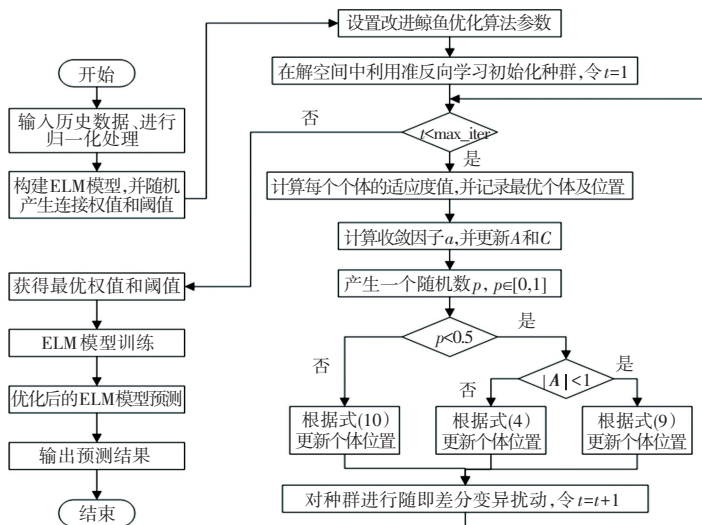 开始
输入历史数据、进行
归一化处理
构建ELM模型,并随机
产生连接权值和阈值
设置改进鲸鱼优化算法参数
在解空间中利用准反向学习初始化种群,令t=1
t<max_iter
否
是
计算每个个体的适应度值,并记录最优个体及位置
计算收敛因子a,并更新A和C
产生一个随机数p, p∈[0,1]
p<0.5
是
否
|A|<1
否
是
根据式(10)
更新个体位置
根据式(4)
更新个体位置
根据式(9)
更新个体位置
对种群进行随即差分变异扰动,令t=t+1
获得最优权值和阈值
ELM模型训练
优化后的ELM模型预测
输出预测结果
结束